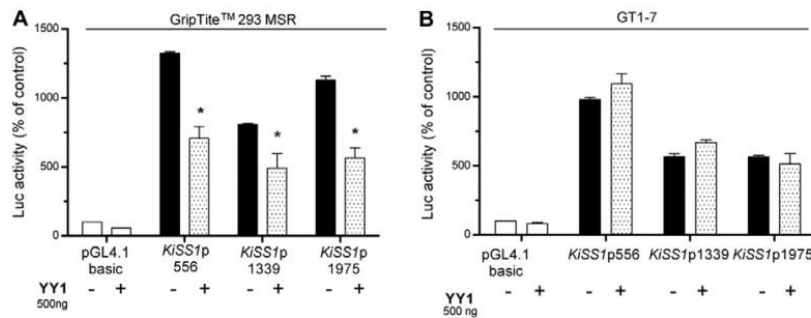 A
GripTite™ 293 MSR
Luc activity (% of control)
1500
1000
500
0
*
*
*
pGL4.1
basic
KiSS1p
556
KiSS1p
1339
KiSS1p
1975
YY1
500ng
- + - + - + - +
B
GT1-7
Luc activity (% of control)
1500
1000
500
0
pGL4.1
basic
KiSS1p556
KiSS1p1339
KiSS1p1975
YY1
500 ng
- + - + - + - +